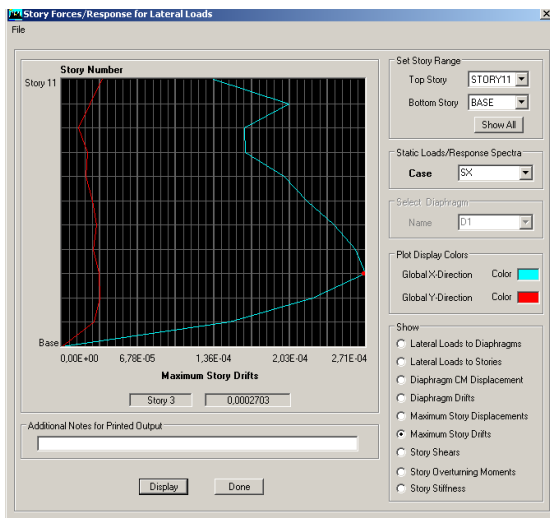 Story Forces/Response for Lateral Loads
File
Story Number
Story 11
Base
0,00E+00 6,78E-05 1,36E-04 2,03E-04 2,71E-04
Maximum Story Drifts
Story 3 0,0002703
Additional Notes for Printed Output
Display Done
Set Story Range
Top Story STORY11
Bottom Story BASE
Show All
Static Loads/Response Spectra
Case SX
Select Diaphragm
Name D1
Plot Display Colors
Global X-Direction Color
Global Y-Direction Color
Show
Lateral Loads to Diaphragms
Lateral Loads to Stories
Diaphragm CM Displacement
Diaphragm Drifts
Maximum Story Displacements
Maximum Story Drifts
Story Shears
Story Overturning Moments
Story Stiffness